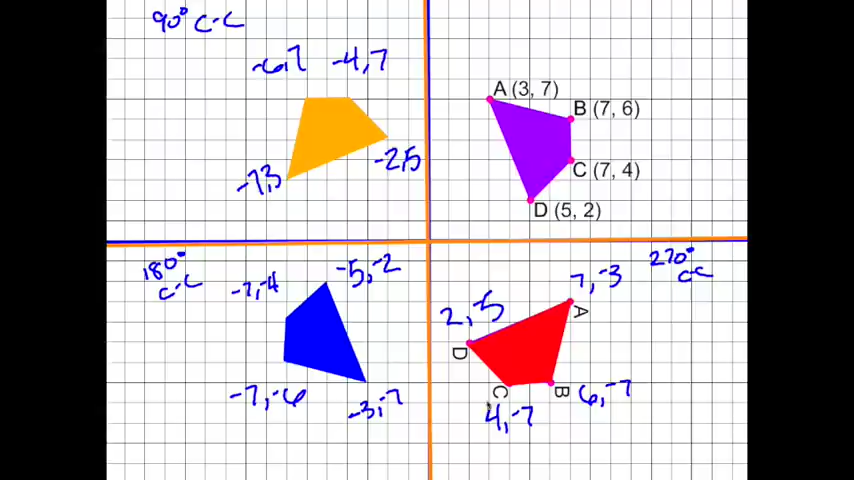 90° C-C
-6,7
-4,7
A (3, 7)
B (7, 6)
-7,3
-2,5
C (7, 4)
D (5, 2)
180°
C-C
270°
CC
-7,-4
-5,-2
2,-5
7,-3
A
D
C
B
-7,-6
-3,-7
4,-7
6,-7